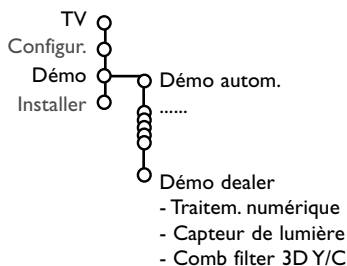 TV
Configur.
Démo
Installer
Démo autom.
......
Démo dealer
- Traitem. numérique
- Capteur de lumière
- Comb filter 3D Y/C